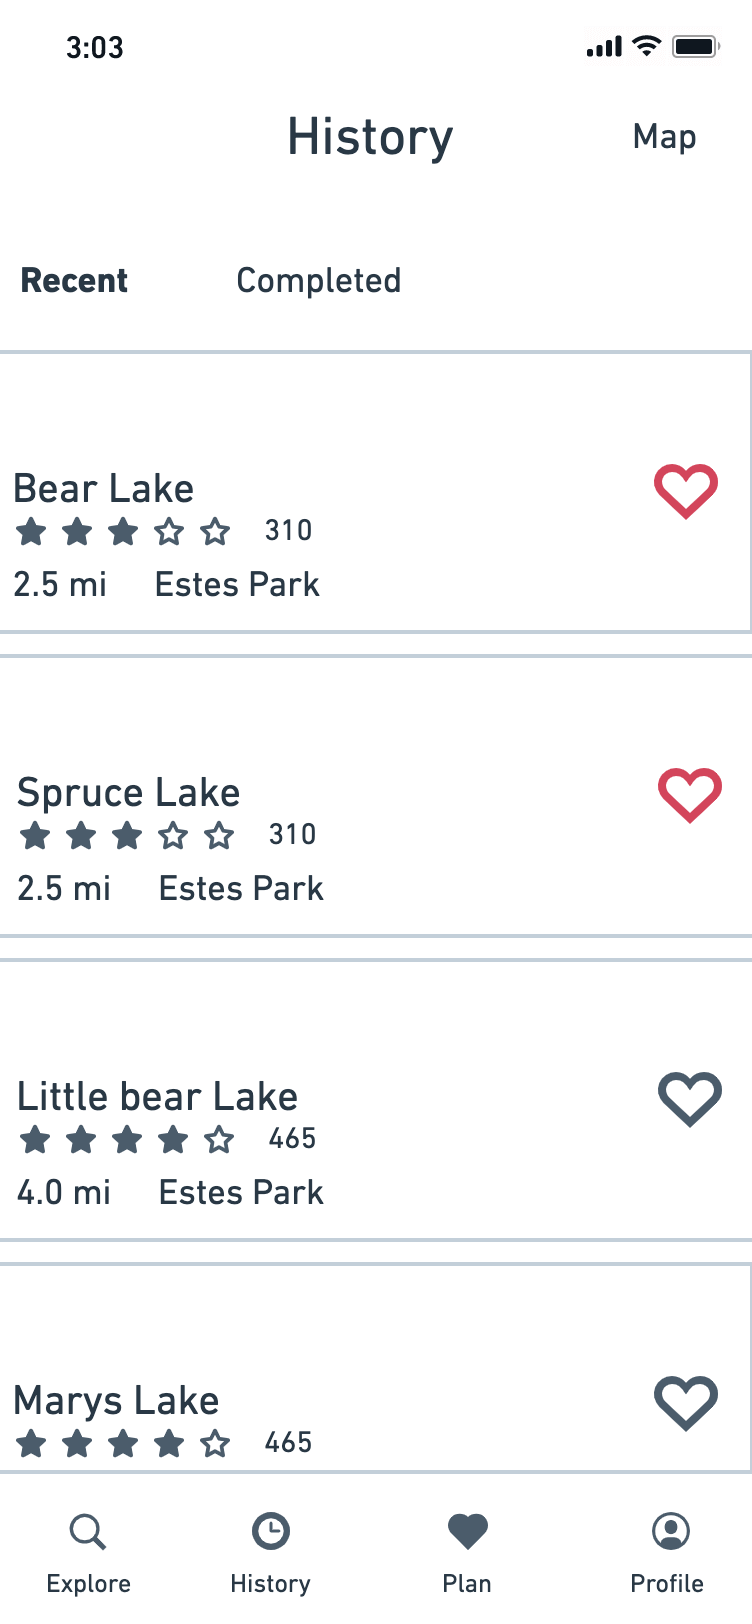 3:03
History
Map
Recent
Completed
Bear Lake
310
2.5 mi Estes Park
Spruce Lake
310
2.5 mi Estes Park
Little bear Lake
465
4.0 mi Estes Park
Marys Lake
465
Explore
History
Plan
Profile